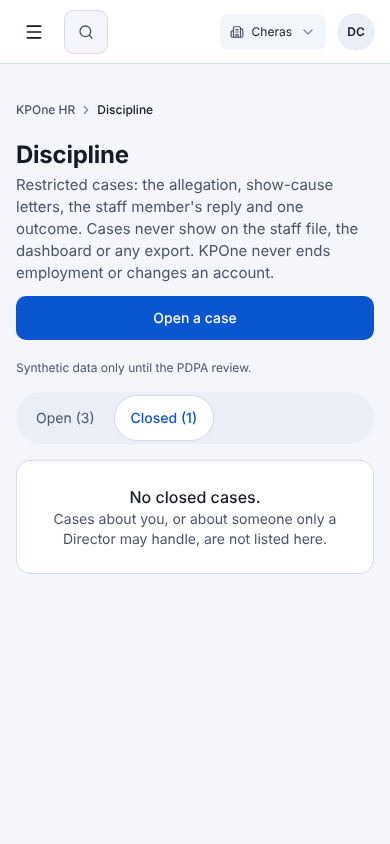 Cheras
DC
KPOne HR > Discipline
Discipline
Restricted cases: the allegation, show-cause
letters, the staff member's reply and one
outcome. Cases never show on the staff file, the
dashboard or any export. KPOne never ends
employment or changes an account.
Open a case
Synthetic data only until the PDPA review.
Open (3)
Closed (1)
No closed cases.
Cases about you, or about someone only a
Director may handle, are not listed here.